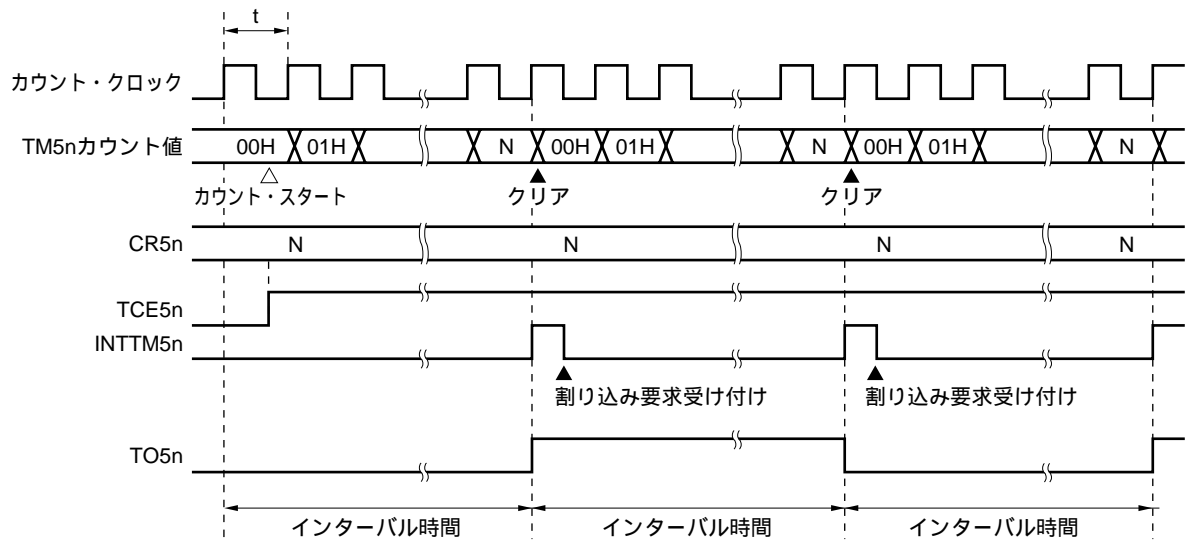 t
カウント・クロック
TM5nカウント値 00H 01H N 00H 01H N 00H 01H N
カウント・スタート クリア クリア
CR5n N N N N
TCE5n
INTTM5n
割り込み要求受け付け 割り込み要求受け付け
TO5n
インターバル時間 インターバル時間 インターバル時間